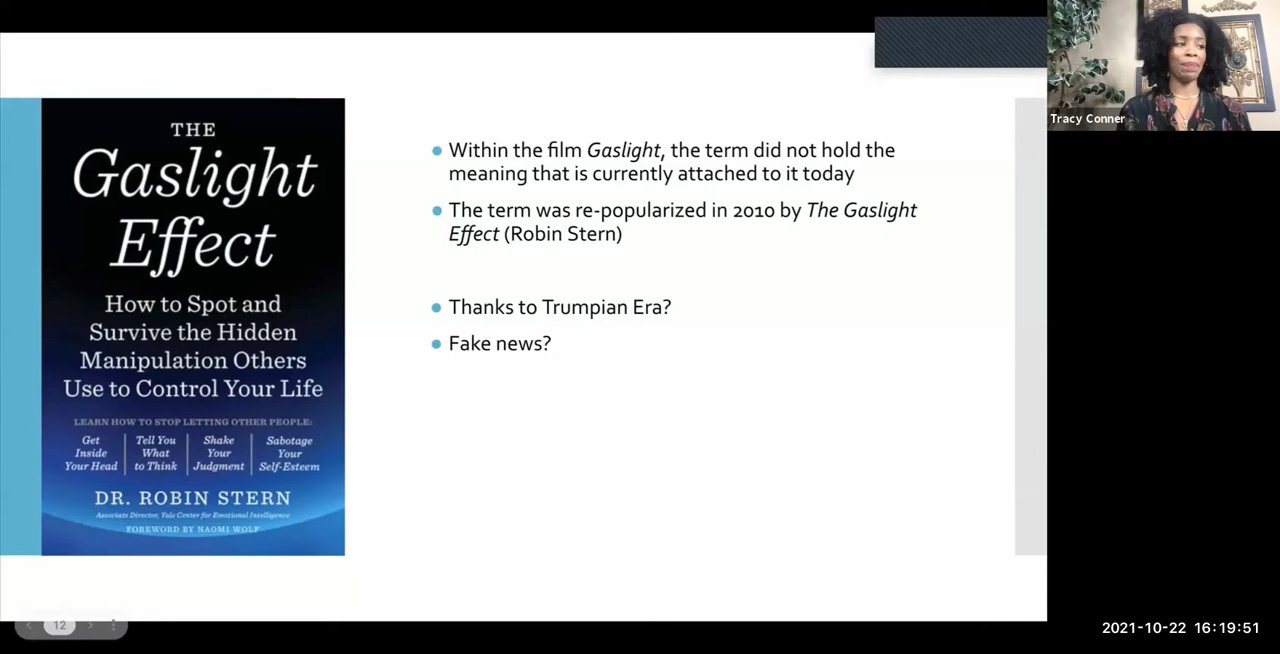 THE
Gaslight
Effect
How to Spot and
Survive the Hidden
Manipulation Others
Use to Control Your Life
LEARN HOW TO STOP LETTING OTHER PEOPLE:
Get
Inside
Your Head
Tell You
What
to Think
Shake
Your
Judgment
Sabotage
Your
Self-Esteem
DR. ROBIN STERN
Associate Director, Yale Center for Emotional Intelligence
FOREWORD BY NAOMI WOLF
Within the film Gaslight, the term did not hold the
meaning that is currently attached to it today
The term was re-popularized in 2010 by The Gaslight
Effect (Robin Stern)
Thanks to Trumpian Era?
Fake news?
Tracy Conner
12
2021-10-22 16:19:51